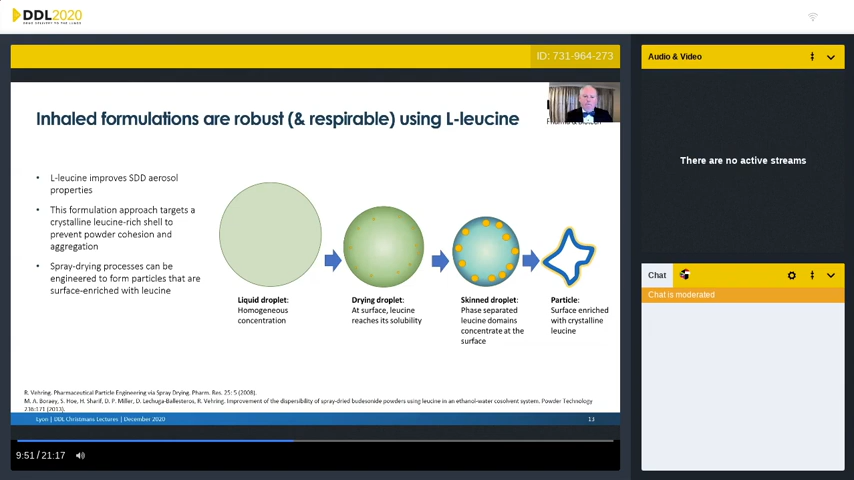 DDL2020
ID: 731-964-273
Audio & Video
Inhaled formulations are robust (& respirable) using L-leucine
There are no active streams
• L-leucine improves SDD aerosol
properties
• This formulation approach targets a
crystalline leucine-rich shell to
prevent powder cohesion and
aggregation
• Spray-drying processes can be
engineered to form particles that are
surface-enriched with leucine
Liquid droplet:
Homogeneous
concentration
Drying droplet:
At surface, leucine
reaches its solubility
Skinned droplet:
Phase separated
leucine domains
concentrate at the
surface
Particle:
Surface enriched
with crystalline
leucine
Chat
Chat is moderated
R. Vehring. Pharmaceutical Particle Engineering via Spray Drying. Pharm. Res. 25: 5 (2008).
M. A. Boraey, S. Hoe, H. Sharif, D. P. Miller, D. Lechuga-Ballesteros, R. Vehring. Improvement of the dispersibility of spray-dried budesonide powders using leucine in an ethanol-water cosolvent system. Powder Technology
236:171 (2013).
Lyon | DDL Christmas Lectures | December 2020
13
9:51 / 21:17